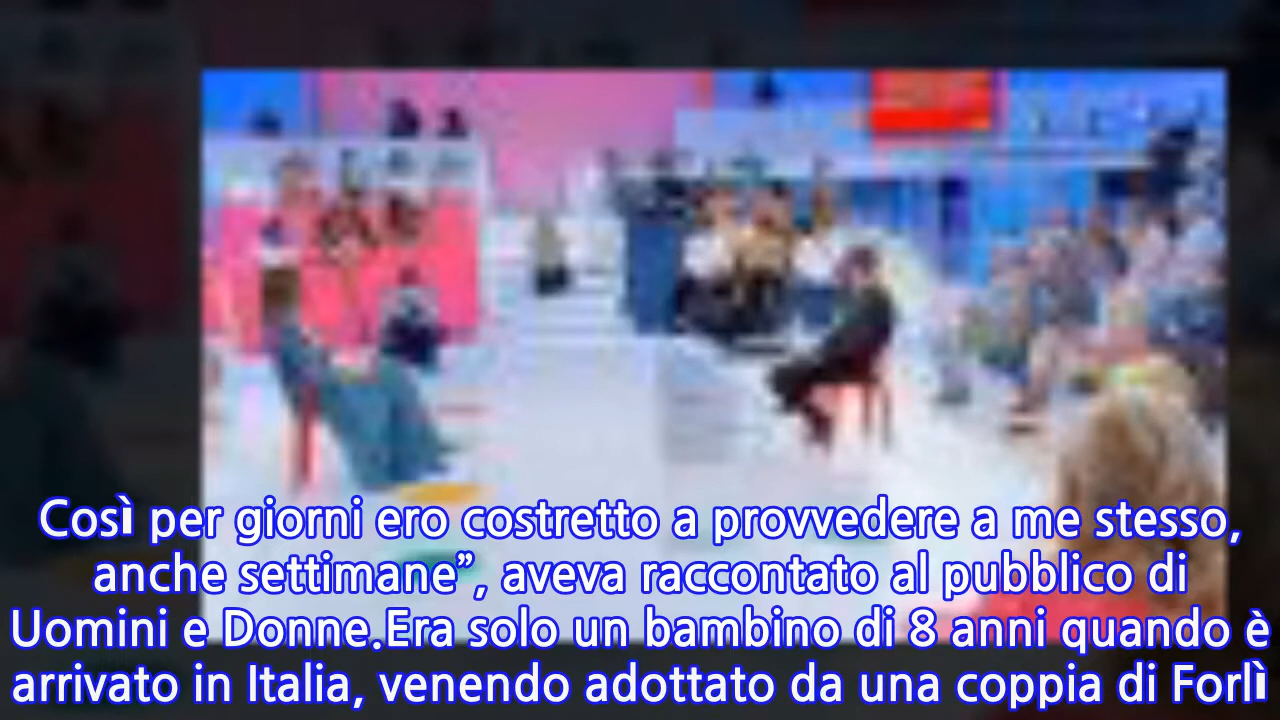 Così per giorni ero costretto a provvedere a me stesso,
anche settimane”, aveva raccontato al pubblico di
Uomini e Donne.Era solo un bambino di 8 anni quando è
arrivato in Italia, venendo adottato da una coppia di Forlì